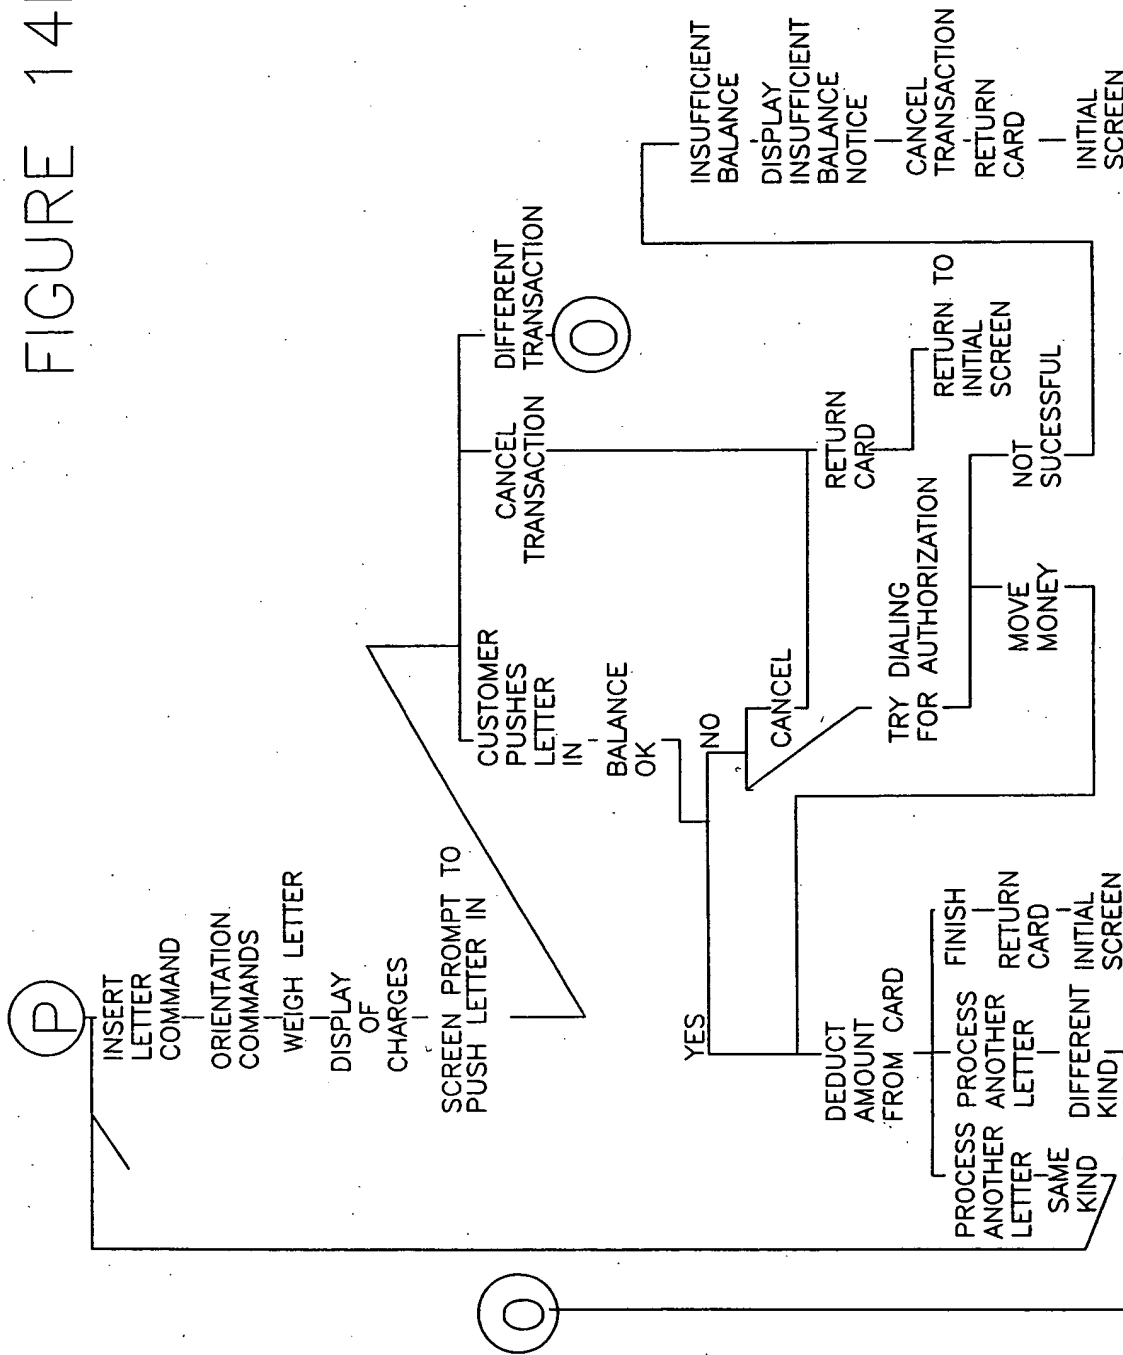 FIGURE 14
P
INSERT
LETTER
COMMAND
ORIENTATION
COMMANDS
WEIGH LETTER
DISPLAY
OF
CHARGES
SCREEN PROMPT TO
PUSH LETTER IN
CUSTOMER
PUSHES
LETTER
IN
CANCEL
TRANSACTION
DIFFERENT
TRANSACTION
O
BALANCE
OK
YES
NO
CANCEL
RETURN
CARD
RETURN TO
INITIAL
SCREEN
TRY DIALING
FOR AUTHORIZATION
MOVE
MONEY
NOT
SUCESSFUL
INSUFFICIENT
BALANCE
DISPLAY
INSUFFICIENT
BALANCE
NOTICE
CANCEL
TRANSACTION
RETURN
CARD
INITIAL
SCREEN
DEDUCT
AMOUNT
FROM CARD
PROCESS
ANOTHER
LETTER
SAME
KIND
PROCESS
ANOTHER
LETTER
DIFFERENT
KIND
FINISH
RETURN
CARD
INITIAL
SCREEN
O